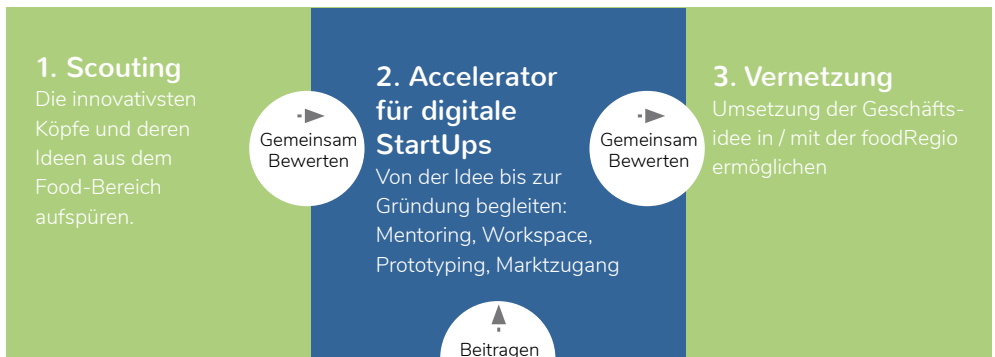 1. Scouting
Die innovativsten
Köpfe und deren
Ideen aus dem
Food-Bereich
aufspüren.
Gemeinsam
Bewerten
2. Accelerator
für digitale
StartUps
Von der Idee bis zur
Gründung begleiten:
Mentoring, Workspace,
Prototyping, Marktzugang
Beitragen
Gemeinsam
Bewerten
3. Vernetzung
Umsetzung der Geschäfts-
idee in / mit der foodRegio
ermöglichen